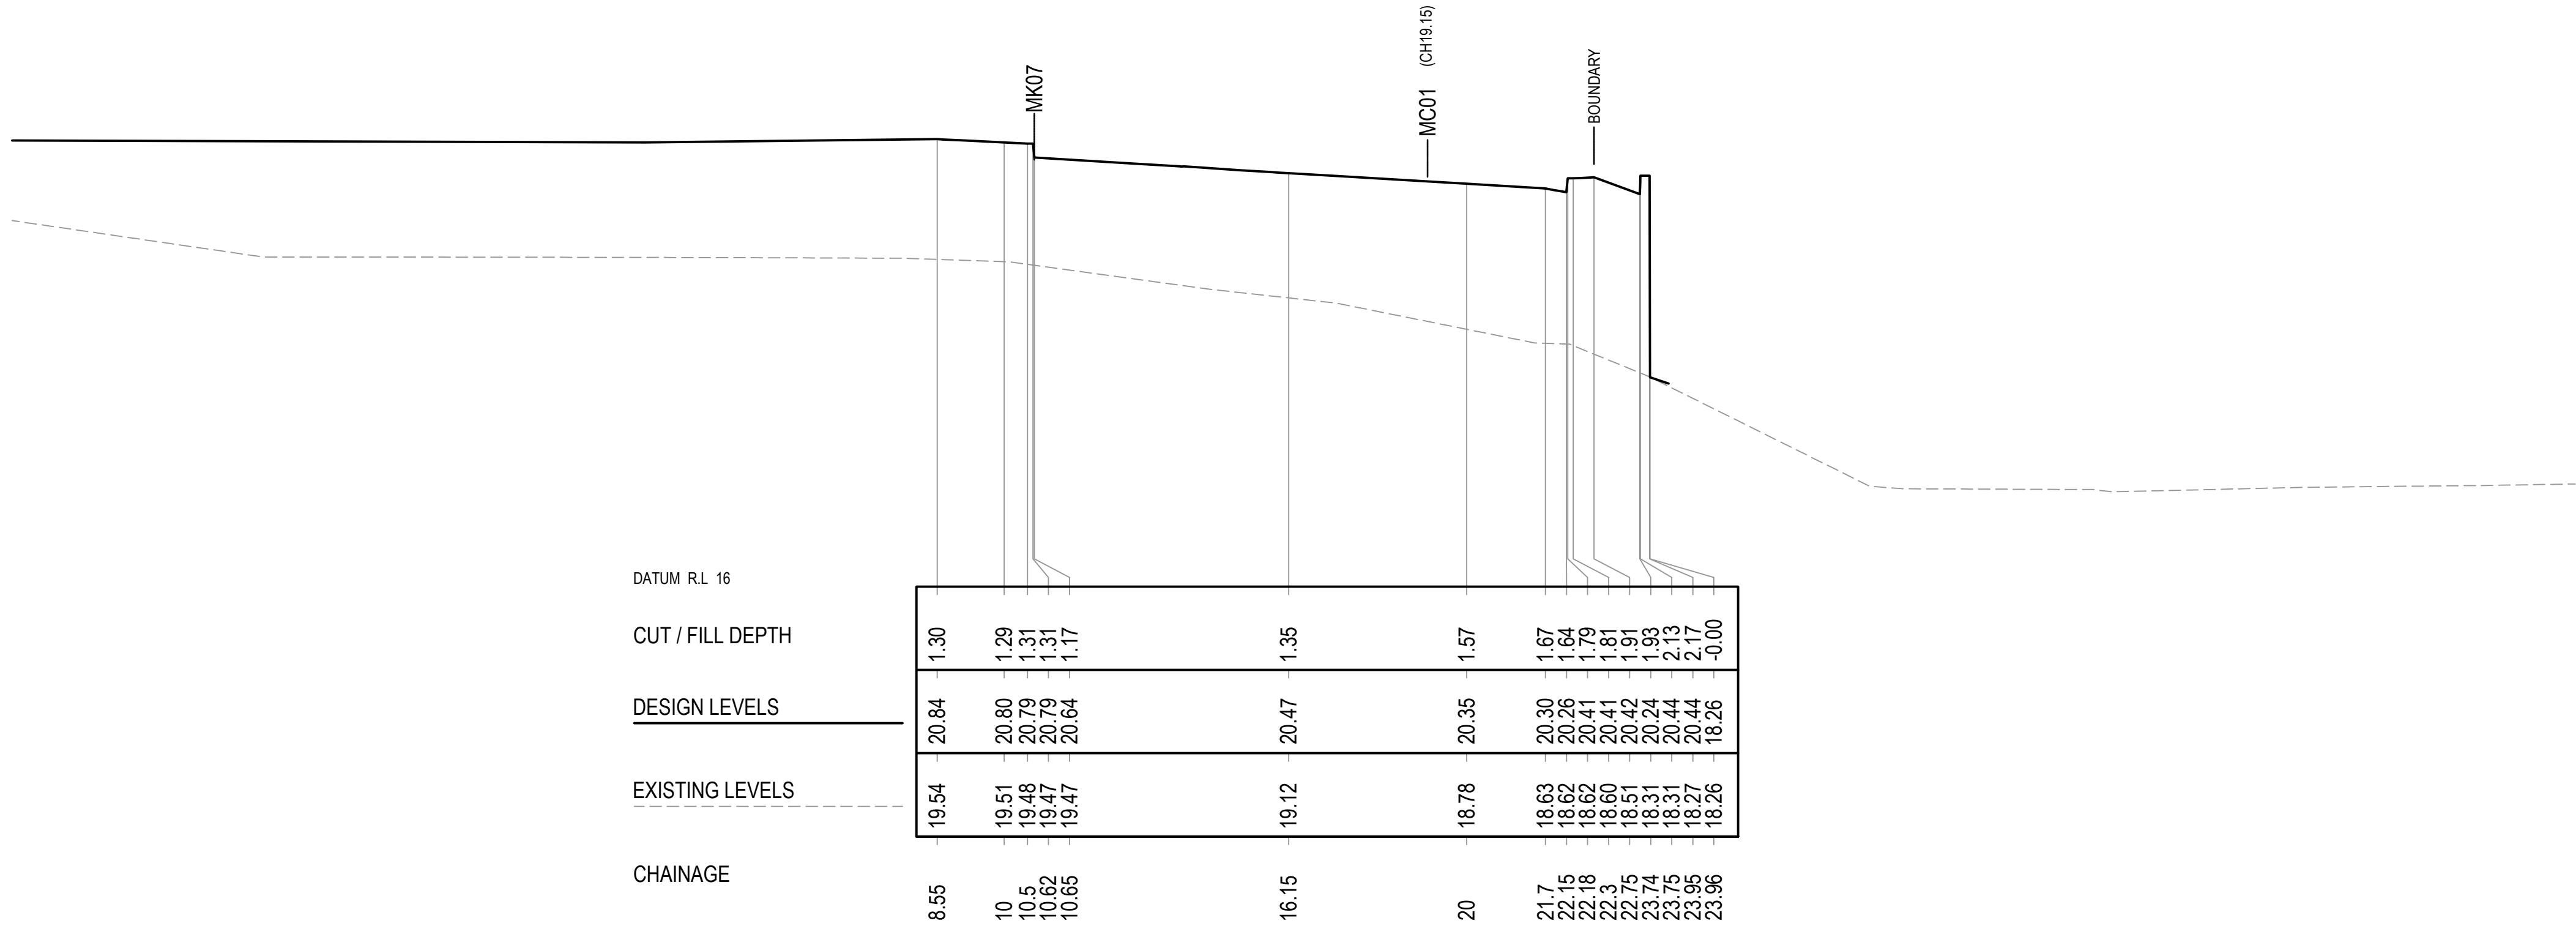 (CH19.15)
MK07
MC01
BOUNDARY
DATUM R.L 16
CUT / FILL DEPTH 1.30 1.29 1.31 1.31 1.17 1.35 1.57 1.67 1.64 1.79 1.81 1.91 1.93 2.13 2.17 -0.00
DESIGN LEVELS 20.84 20.80 20.79 20.79 20.64 20.47 20.35 20.30 20.26 20.41 20.41 20.42 20.24 20.44 20.44 18.26
EXISTING LEVELS 19.54 19.51 19.48 19.47 19.47 19.12 18.78 18.63 18.62 18.62 18.60 18.51 18.31 18.31 18.27 18.26
CHAINAGE 8.55 10 10.5 10.62 10.65 16.15 20 21.7 22.15 22.18 22.3 22.75 23.74 23.75 23.95 23.96